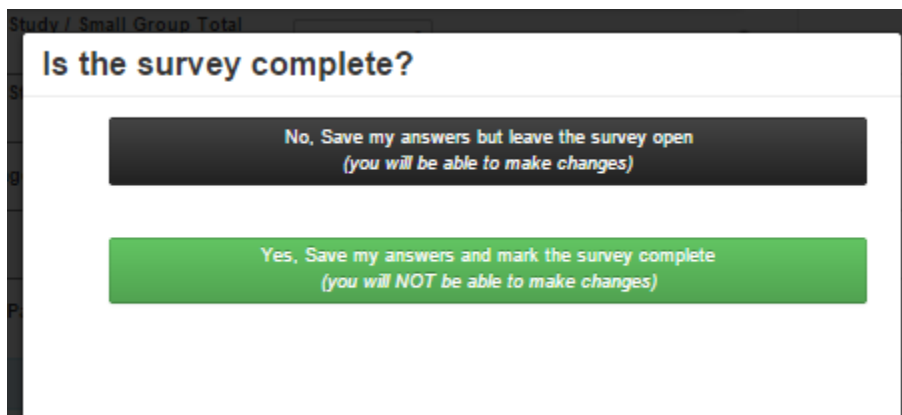 Study / Small Group Total
Is the survey complete?
No, Save my answers but leave the survey open
(you will be able to make changes)
Yes, Save my answers and mark the survey complete
(you will NOT be able to make changes)